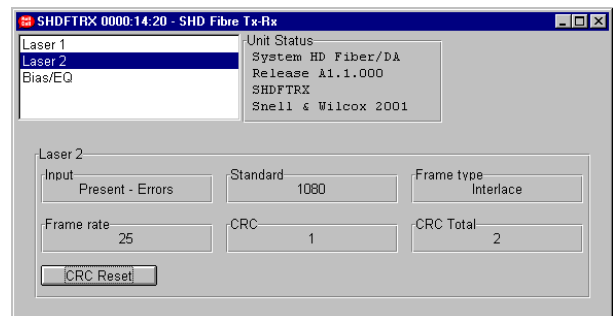 SHDFTRX 0000:14:20 - SHD Fibre Tx-Rx
Laser 1
Laser 2
Bias/EQ
Unit Status
System HD Fiber/DA
Release A1.1.000
SHDFTRX
Snell & Wilcox 2001
Laser 2
Input
Present - Errors
Standard
1080
Frame type
Interlace
Frame rate
25
CRC
1
CRC Total
2
CRC Reset